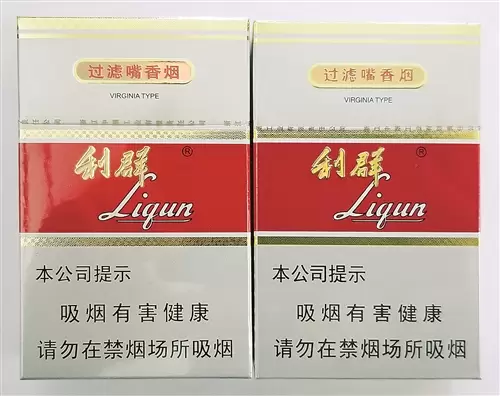 过滤嘴香烟
VIRGINIA TYPE
利群®
Liqun
本公司提示
吸烟有害健康
请勿在禁烟场所吸烟
过滤嘴香烟
VIRGINIA TYPE
利群®
Liqun
本公司提示
吸烟有害健康
请勿在禁烟场所吸烟